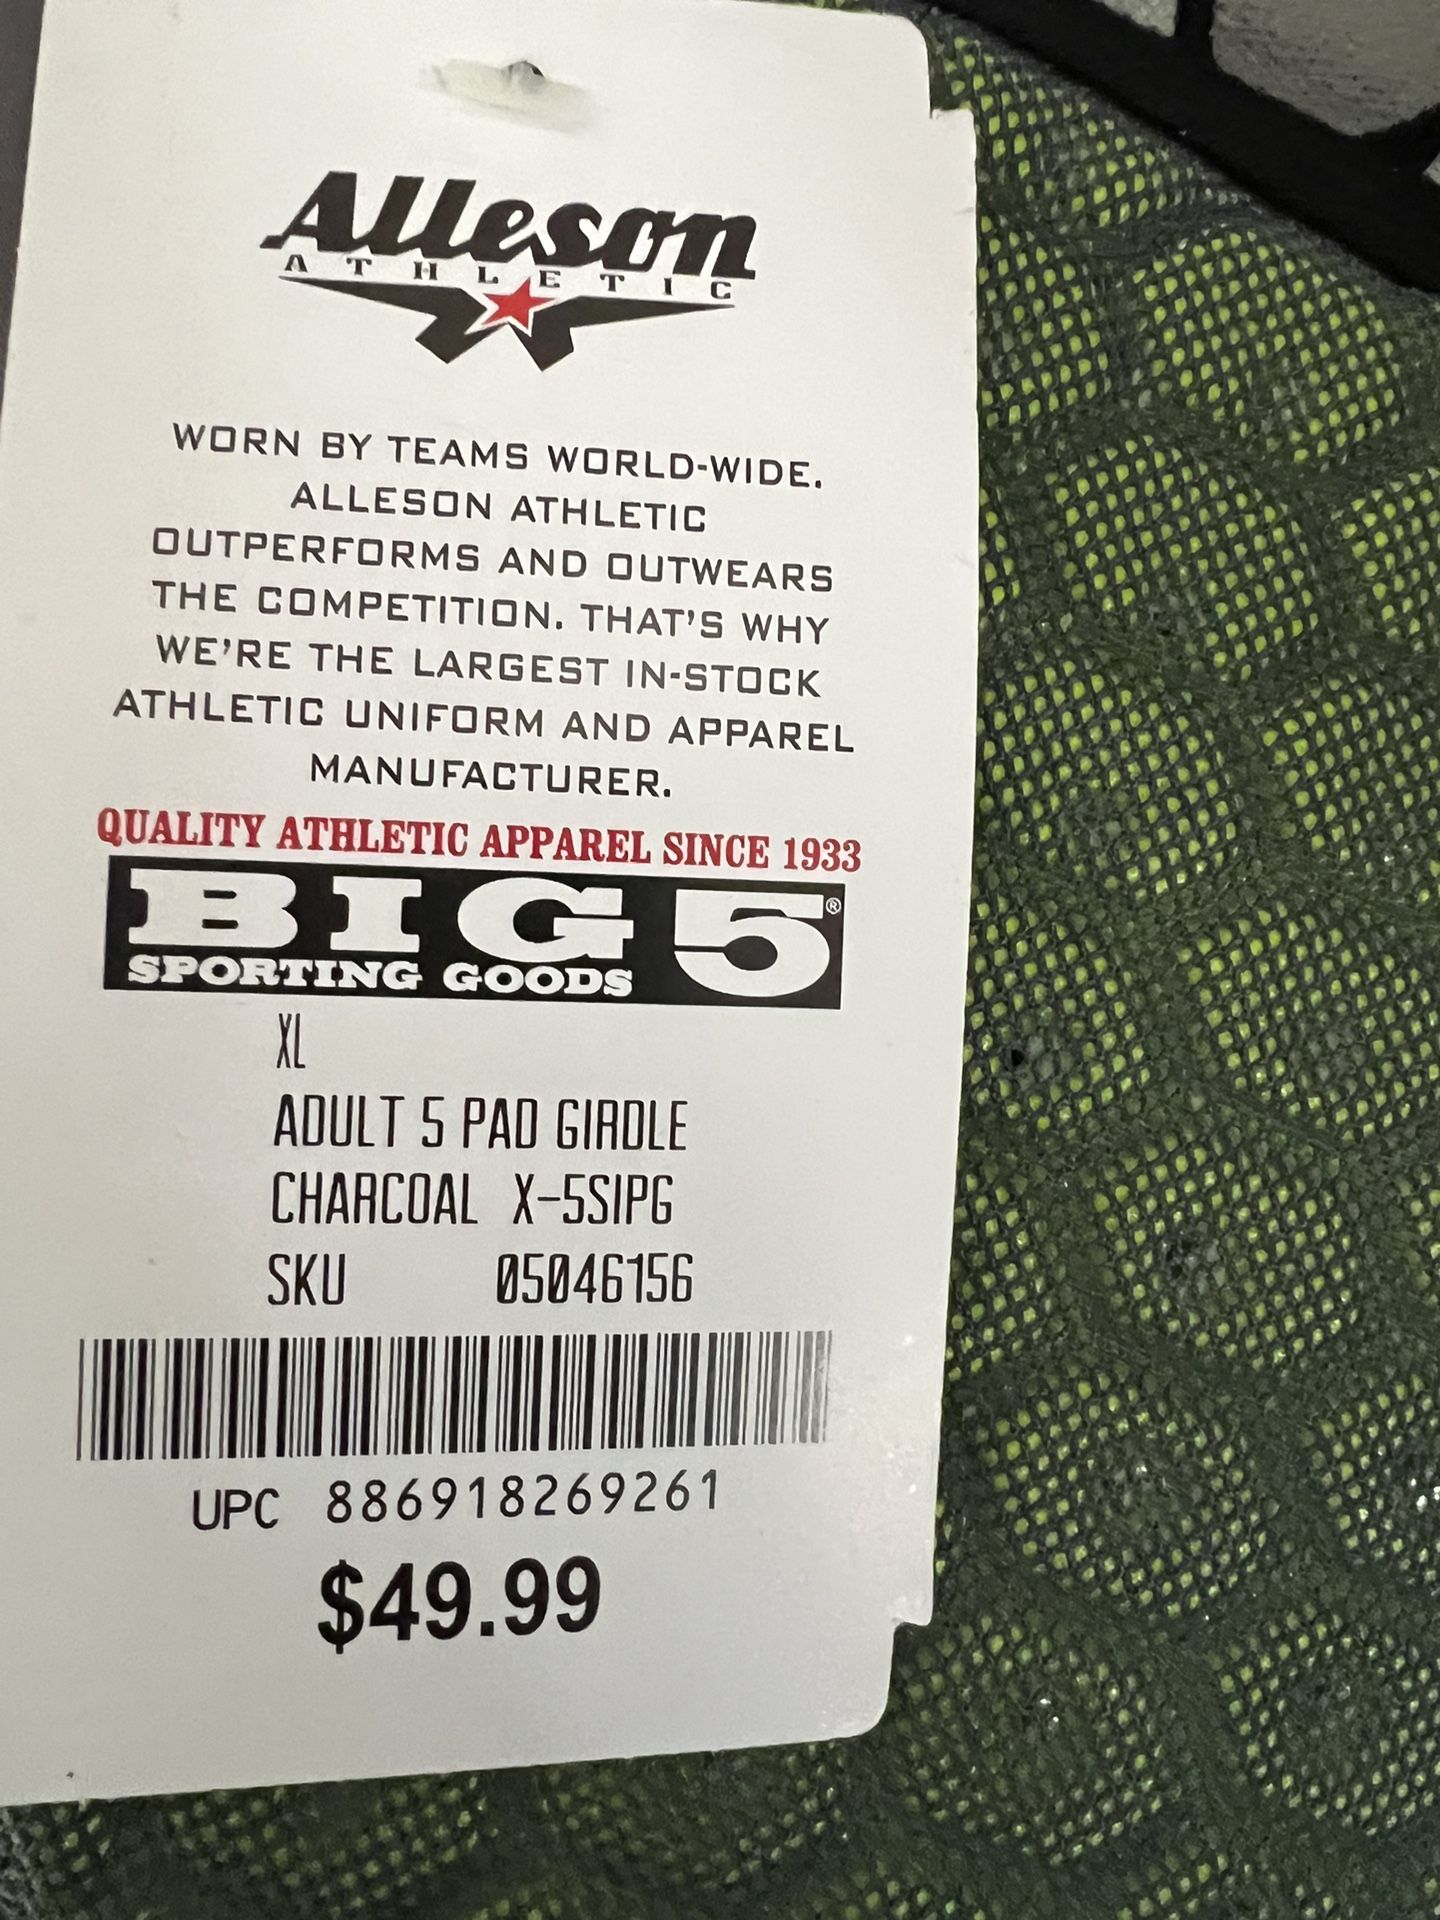 Alleson
ATHLETIC
WORN BY TEAMS WORLD-WIDE.
ALLESON ATHLETIC
OUTPERFORMS AND OUTWEARS
THE COMPETITION. THAT'S WHY
WE'RE THE LARGEST IN-STOCK
ATHLETIC UNIFORM AND APPAREL
MANUFACTURER.
QUALITY ATHLETIC APPAREL SINCE 1933
BIG 5®
SPORTING GOODS
XL
ADULT 5 PAD GIRDLE
CHARCOAL X-5SIPG
SKU 05046156
UPC 886918269261
$49.99